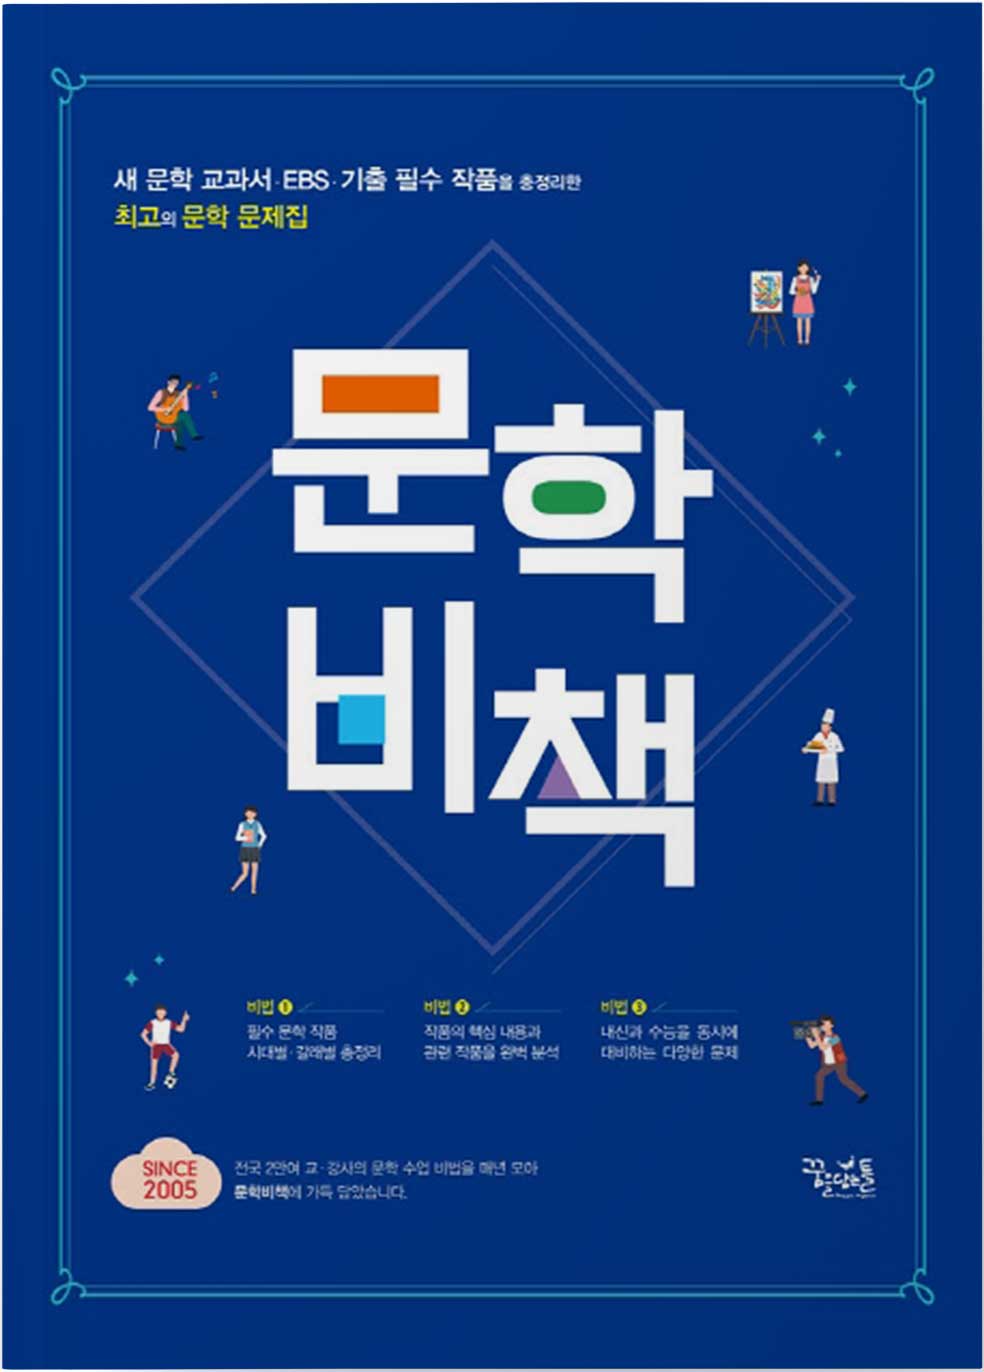 새 문학 교과서·EBS·기출 필수 작품을 총정리한
최고의 문학 문제집
문학
비책
비법 1
필수 문학 작품
시대별·갈래별 총정리
비법 2
작품의 핵심 내용과
관련 작품을 완벽 분석
비법 3
내신과 수능을 동시에
대비하는 다양한 문제
SINCE
2005
전국 2만여 교·강사의 문학 수업 비법을 매년 모아
문학비책에 가득 담았습니다.
꿈을담는틀